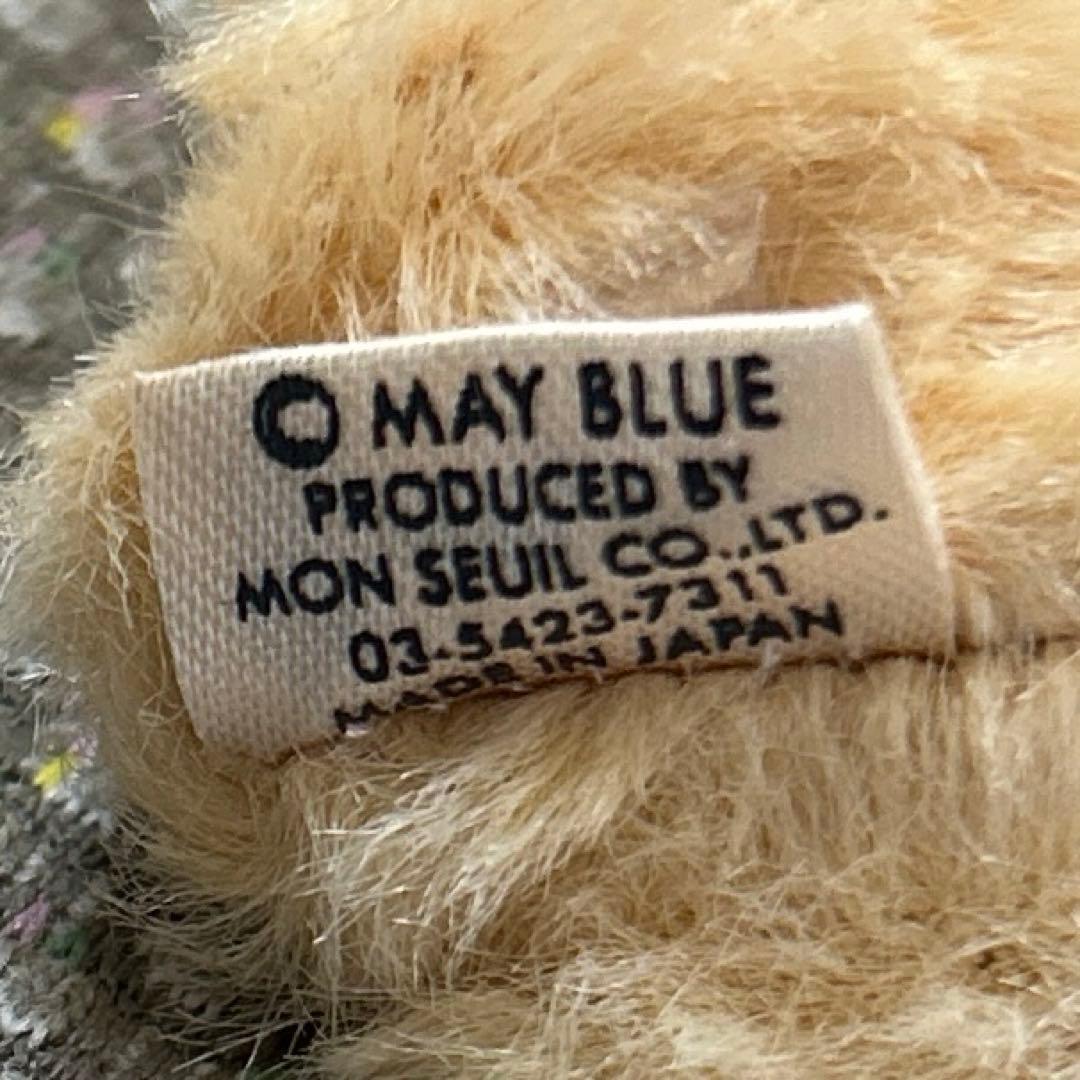 © MAY BLUE
PRODUCED BY
MON SEUIL CO.,LTD.
03-5423-7311
MADE IN JAPAN